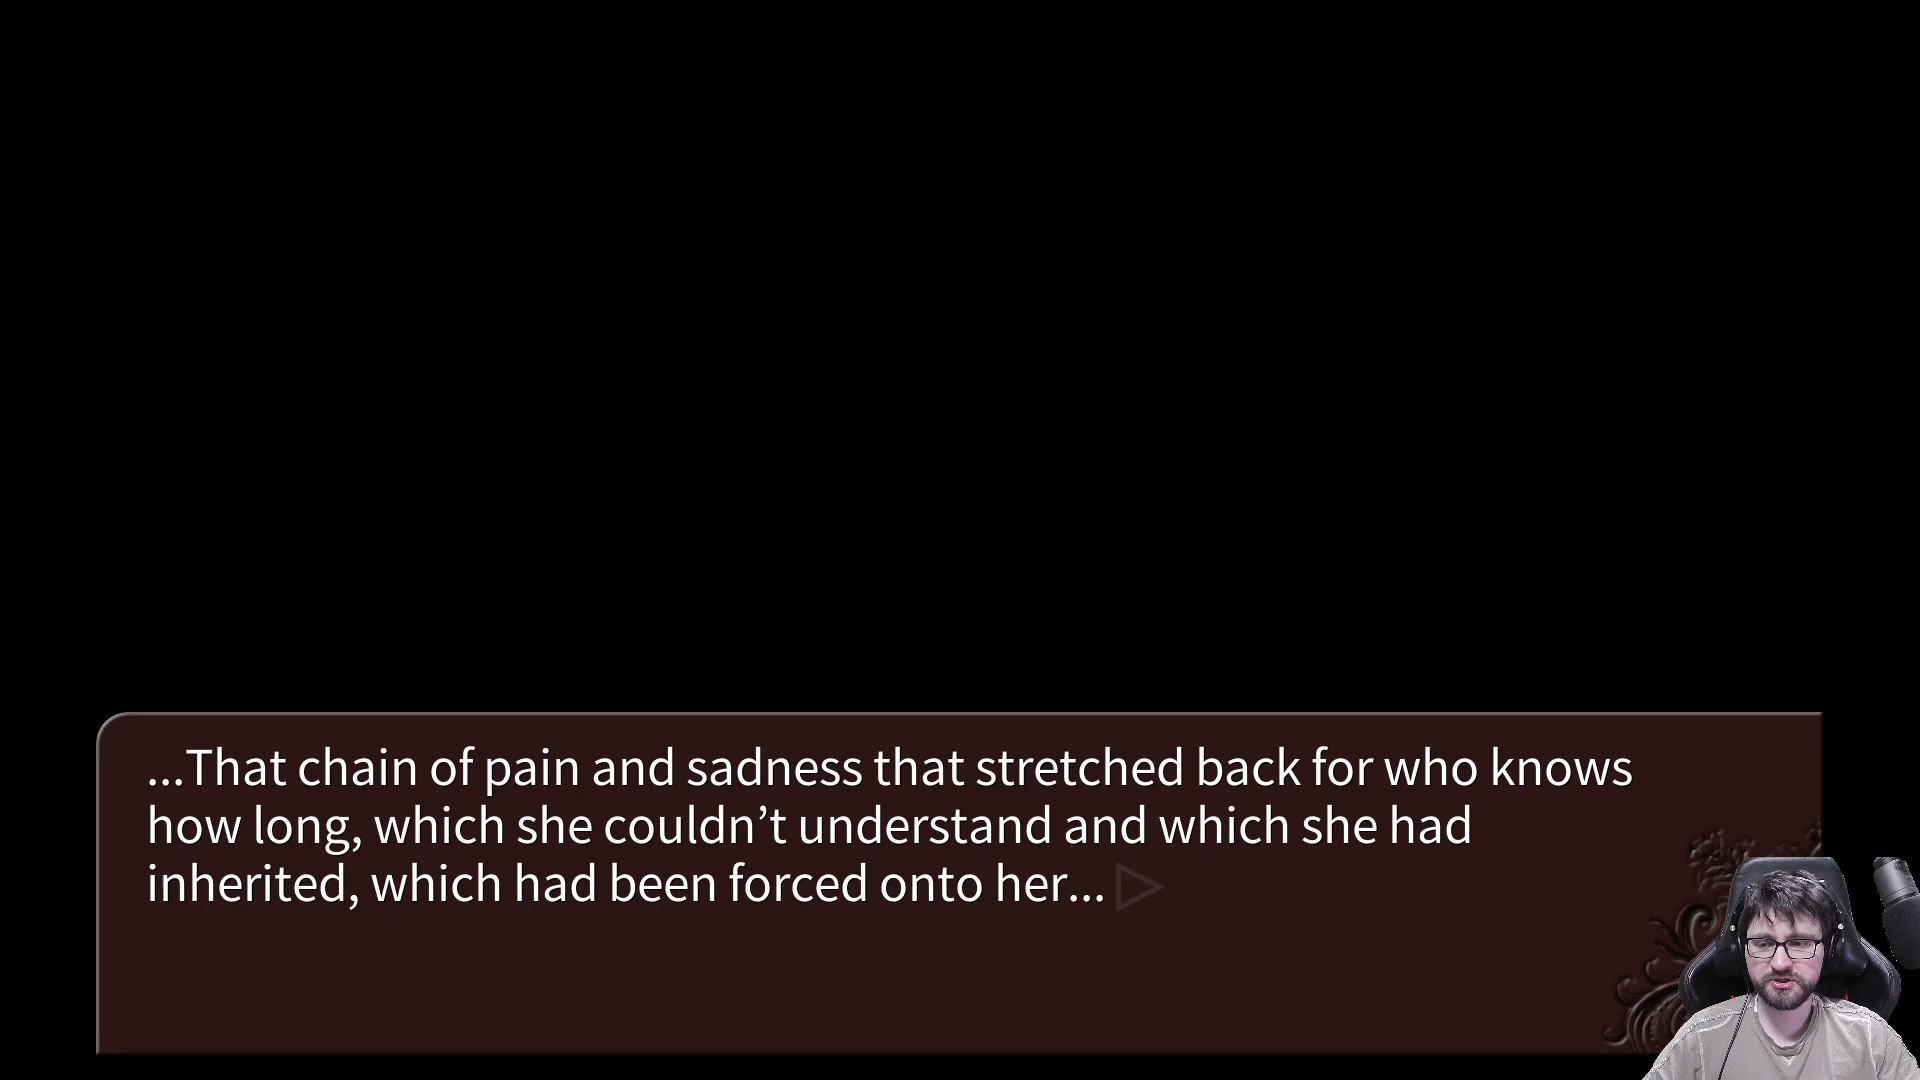 ...That chain of pain and sadness that stretched back for who knows
how long, which she couldn’t understand and which she had
inherited, which had been forced onto her...